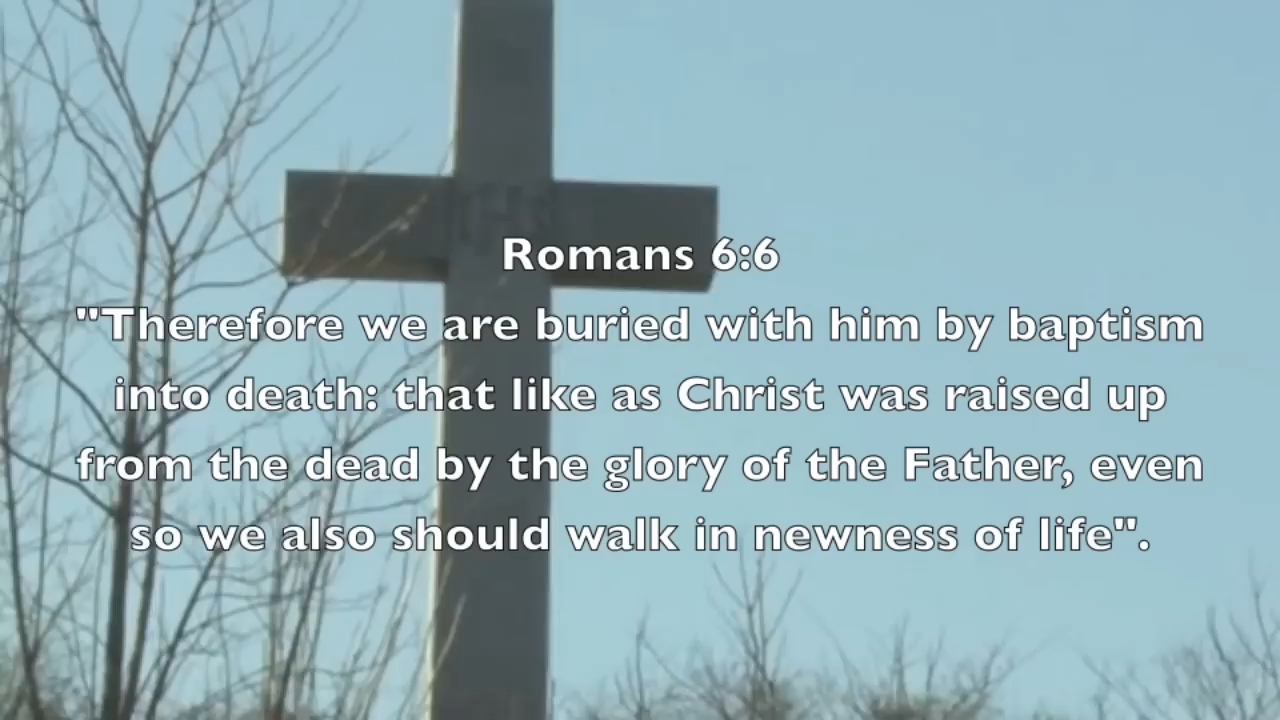 Romans 6:6
"Therefore we are buried with him by baptism
into death: that like as Christ was raised up
from the dead by the glory of the Father, even
so we also should walk in newness of life".